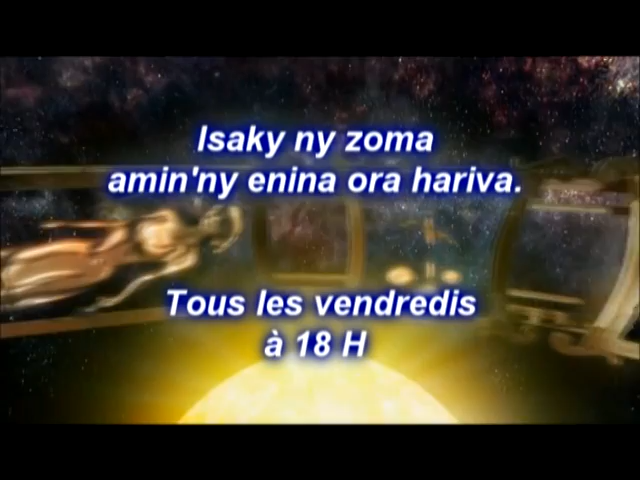 Isaky ny zoma
amin'ny enina ora hariva.
Tous les vendredis
à 18 H